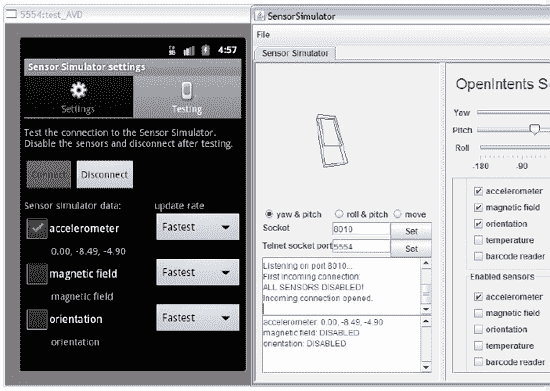 5554:test_AVD
4:57
Sensor Simulator settings
Settings
Testing
Test the connection to the Sensor Simulator.
Disable the sensors and disconnect after testing.
Connect
Disconnect
Sensor simulator data:
update rate
accelerometer
Fastest
0.00, -8.49, -4.90
magnetic field
Fastest
magnetic field
orientation
Fastest
orientation
SensorSimulator
File
Sensor Simulator
yaw & pitch
roll & pitch
move
Socket
8010
Set
Telnet socket port
5554
Set
Listening on port 8010...
First incoming connection:
ALL SENSORS DISABLED!
Incoming connection opened.
accelerometer: 0.00, -8.49, -4.90
magnetic field: DISABLED
orientation: DISABLED
OpenIntents S
Yaw
Pitch
Roll
-180
-90
accelerometer
magnetic field
orientation
temperature
barcode reader
Enabled sensors
accelerometer
magnetic field
orientation
temperature
barcode reader